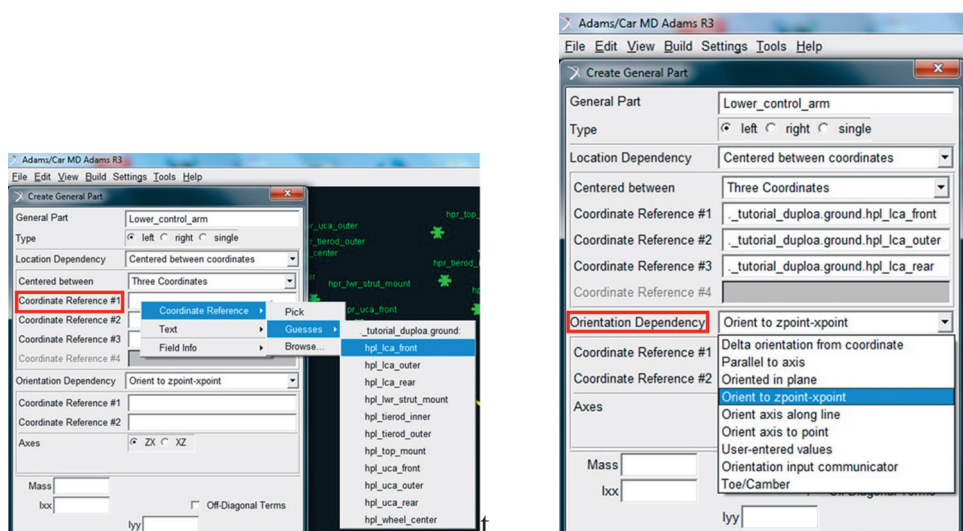 Adams/Car MD Adams R3
File Edit View Build Settings Tools Help
Create General Part
General Part Lower_control_arm
Type left right single
Location Dependency Centered between coordinates
Centered between Three Coordinates
Coordinate Reference #1
Coordinate Reference #2
Coordinate Reference #3
Coordinate Reference #4
Orientation Dependency Orient to zpoint-xpoint
Coordinate Reference #1
Coordinate Reference #2
Axes ZX XZ
Mass
Ixx Off-Diagonal Terms
Iyy
Coordinate Reference
Text
Field Info
Pick
Guesses
Browse...
._tutorial_duploa.ground:
hpl_lca_front
hpl_lca_outer
hpl_lca_rear
hpl_lwr_strut_mount
hpl_tierod_inner
hpl_tierod_outer
hpl_top_mount
hpl_uca_front
hpl_uca_outer
hpl_uca_rear
hpl_wheel_center
hpr_top_
r_uca_outer
r_tierod_outer
_center
hpr_tierod_
hpr_lwr_strut_mount
pr_uca_front
t
Adams/Car MD Adams R3
File Edit View Build Settings Tools Help
Create General Part
General Part Lower_control_arm
Type left right single
Location Dependency Centered between coordinates
Centered between Three Coordinates
Coordinate Reference #1 ._tutorial_duploa.ground.hpl_lca_front
Coordinate Reference #2 ._tutorial_duploa.ground.hpl_lca_outer
Coordinate Reference #3 ._tutorial_duploa.ground.hpl_lca_rear
Coordinate Reference #4
Orientation Dependency Orient to zpoint-xpoint
Coordinate Reference #1
Coordinate Reference #2
Axes
Delta orientation from coordinate
Parallel to axis
Oriented in plane
Orient to zpoint-xpoint
Orient axis along line
Orient axis to point
User-entered values
Orientation input communicator
Toe/Camber
Mass
Ixx
Iyy